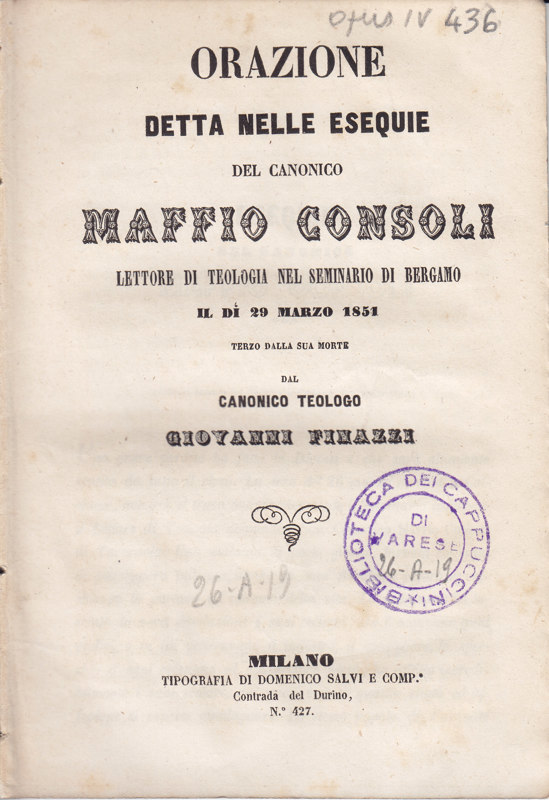 Opus IV 436
ORAZIONE
DETTA NELLE ESEQUIE
DEL CANONICO
MAFFIO CONSOLI
LETTORE DI TEOLOGIA NEL SEMINARIO DI BERGAMO
IL DÌ 29 MARZO 1851
TERZO DALLA SUA MORTE
DAL
CANONICO TEOLOGO
GIOVANNI FINAZZI
BIBLIOTECA DEI CAPPUCCINI
DI
VARESE
26-A-19
26-A-19
MILANO
TIPOGRAFIA DI DOMENICO SALVI E COMP.°
Contrada del Durino,
N.° 427.